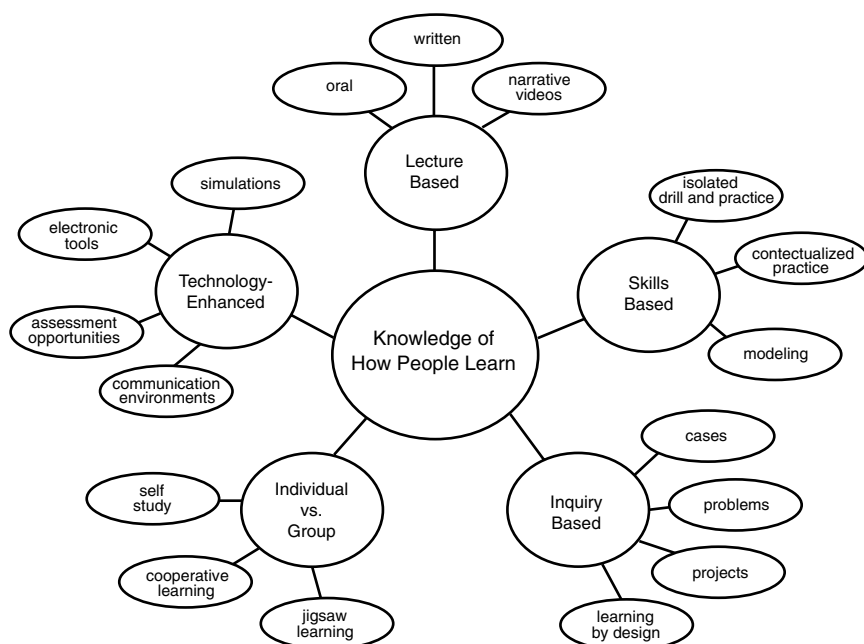 written
oral
narrative
videos
Lecture
Based
simulations
electronic
tools
Technology-
Enhanced
assessment
opportunities
communication
environments
isolated
drill and practice
contectualized
practice
Skills
Based
modeling
Knowledge of
How People Learn
self
study
Individual
vs.
Group
cooperative
learning
jigsaw
learning
cases
Inquiry
Based
problems
projects
learning
by design